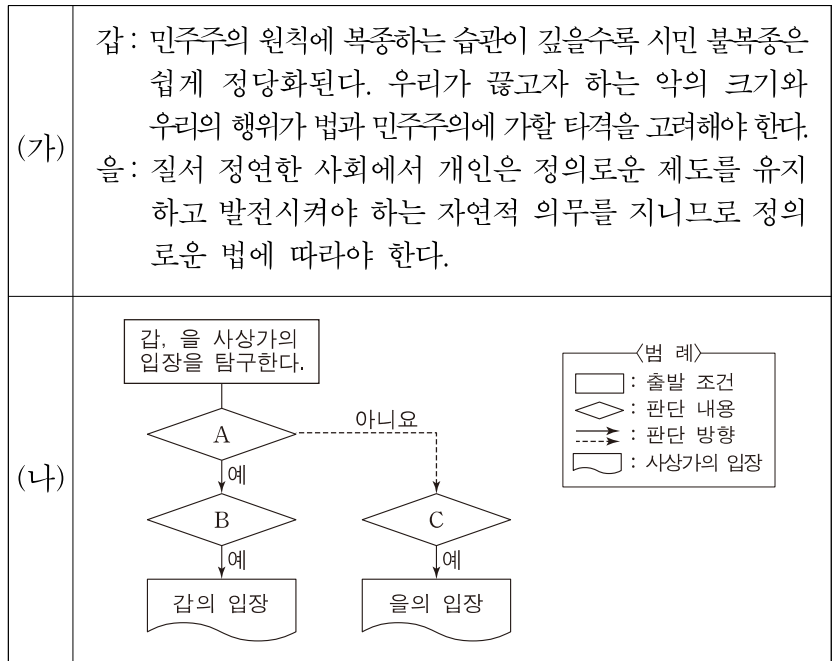 (가)
갑 : 민주주의 원칙에 복종하는 습관이 깊을수록 시민 불복종은
쉽게 정당화된다. 우리가 끊고자 하는 악의 크기와
우리의 행위가 법과 민주주의에 가할 타격을 고려해야 한다.
을 : 질서 정연한 사회에서 개인은 정의로운 제도를 유지
하고 발전시켜야 하는 자연적 의무를 지니므로 정의
로운 법에 따라야 한다.
(나)
갑, 을 사상가의
입장을 탐구한다.
A
아니요
예
B
C
예
예
갑의 입장
을의 입장
〈범 례〉
: 출발 조건
: 판단 내용
: 판단 방향
: 사상가의 입장